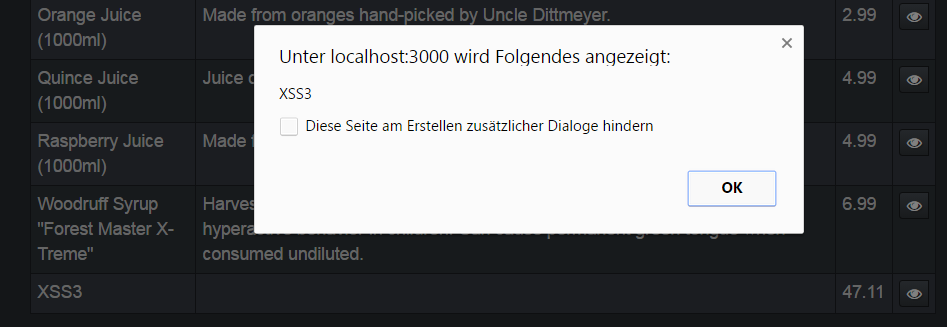 Orange Juice
(1000ml)
Made from oranges hand-picked by Uncle Dittmeyer.
2.99
Unter localhost:3000 wird Folgendes angezeigt:
XSS3
Diese Seite am Erstellen zusätzlicher Dialoge hindern
OK
Quince Juice
(1000ml)
Juice
4.99
Raspberry Juice
(1000ml)
Made
4.99
Woodruff Syrup
"Forest Master X-
Treme"
consumed undiluted.
6.99
XSS3
47.11